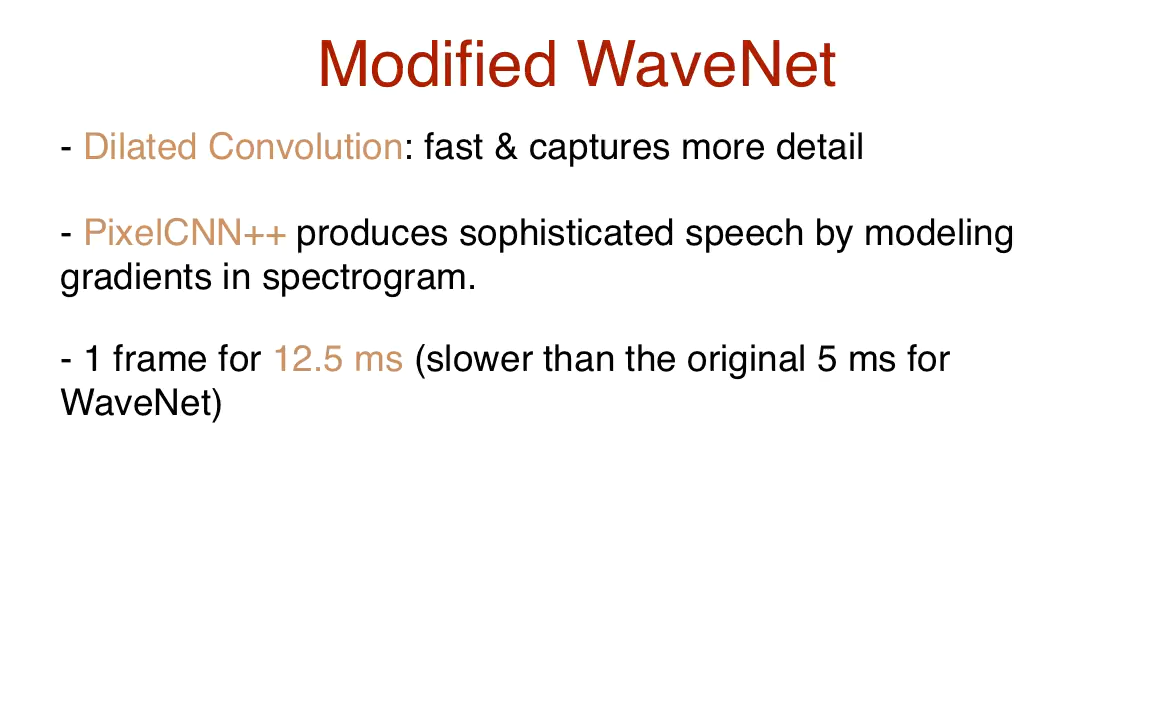 Modified WaveNet
- Dilated Convolution: fast & captures more detail
- PixelCNN++ produces sophisticated speech by modeling
gradients in spectrogram.
- 1 frame for 12.5 ms (slower than the original 5 ms for
WaveNet)